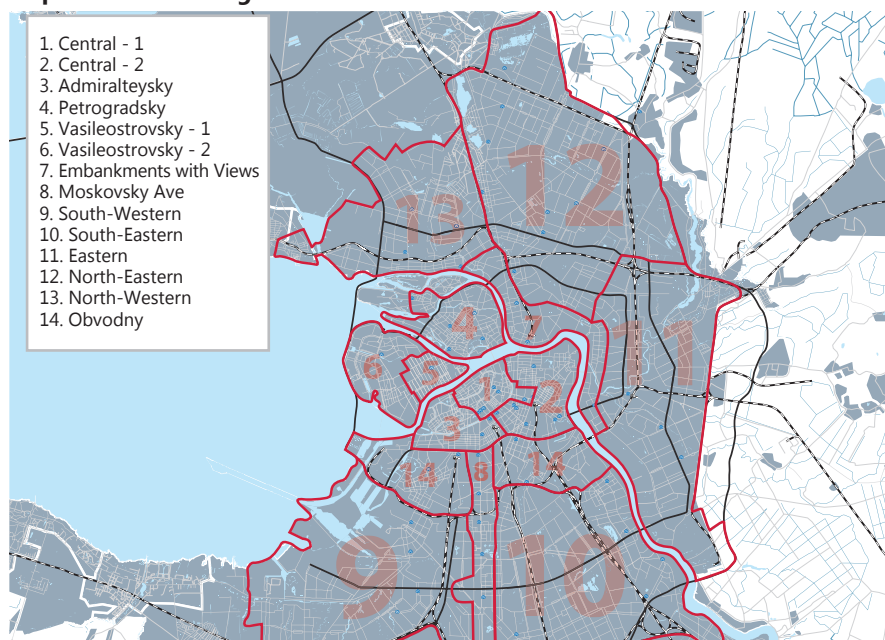 1. Central - 1
2. Central - 2
3. Admiralteysky
4. Petrogradsky
5. Vasileostrovsky - 1
6. Vasileostrovsky - 2
7. Embankments with Views
8. Moskovsky Ave
9. South-Western
10. South-Eastern
11. Eastern
12. North-Eastern
13. North-Western
14. Obvodny
12
13
4
7
11
6
5
1
2
3
14
8
14
9
10